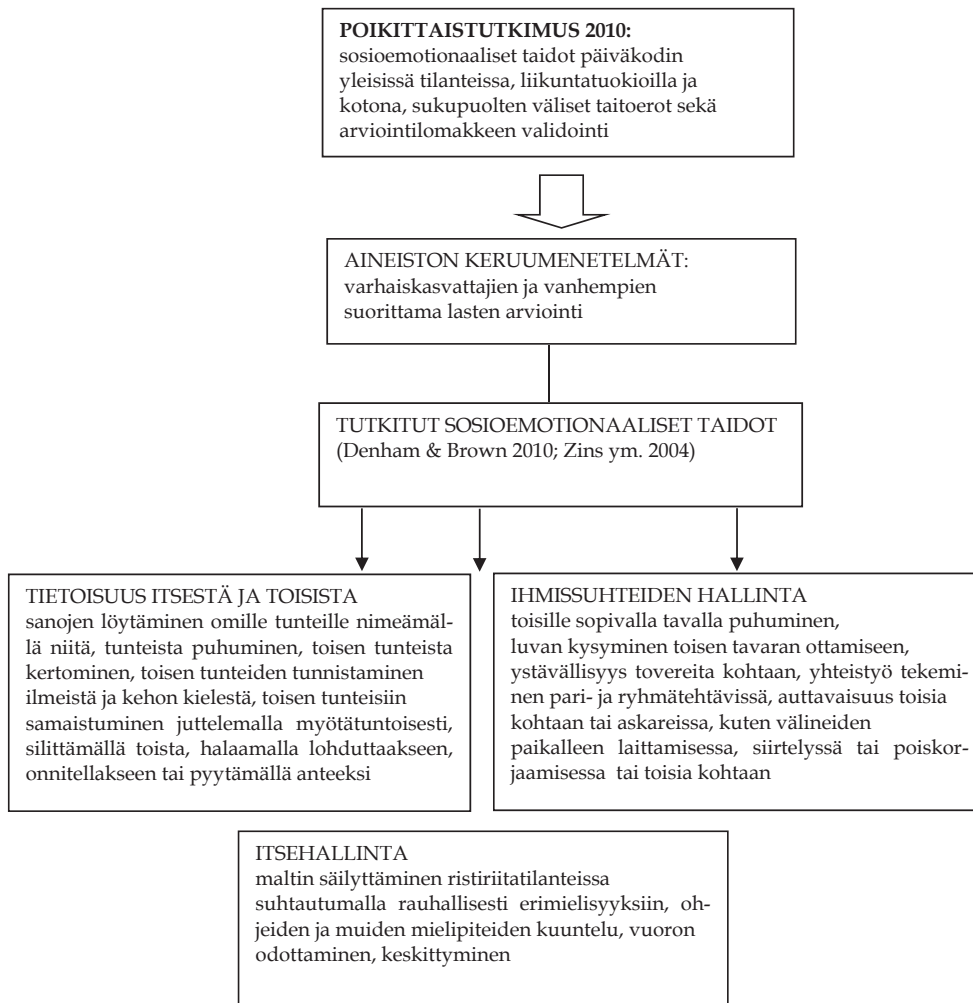 POIKITTAISTUTKIMUS 2010:
sosioemotionaaliset taidot päiväkodin
yleisissä tilanteissa, liikuntatuokioilla ja
kotona, sukupuolten väliset taitoerot sekä
arviointilomakkeen validointi
AINEISTON KERUUMENETELMÄT:
varhaiskasvattajien ja vanhempien
suorittama lasten arviointi
TUTKITUT SOSIOEMOTIONAALISET TAIDOT
(Denham & Brown 2010; Zins ym. 2004)
TIETOISUUS ITSESTÄ JA TOISISTA
sanojen löytäminen omille tunteille nimeämäl-
lä niitä, tunteista puhuminen, toisen tunteista
kertominen, toisen tunteiden tunnistaminen
ilmeistä ja kehon kielestä, toisen tunteisiin
samaistuminen juttelemalla myötätuntoisesti,
silittämällä toista, halaamalla lohduttaakseen,
onnitellakseen tai pyytämällä anteeksi
IHMISSUHTEIDEN HALLINTA
toisille sopivalla tavalla puhuminen,
luvan kysyminen toisen tavaran ottamiseen,
ystävällisyys tovereita kohtaan, yhteistyö tekemi-
nen pari- ja ryhmätehtävissä, auttavaisuus toisia
kohtaan tai askareissa, kuten välineiden
paikalleen laittamisessa, siirtelyssä tai poiskor-
jaamisessa tai toisia kohtaan
ITSEHALLINTA
maltin säilyttäminen ristiriitatilanteissa
suhtautumalla rauhallisesti erimielisyyksiin, oh-
jeiden ja muiden mielipiteiden kuuntelu, vuoron
odottaminen, keskittyminen